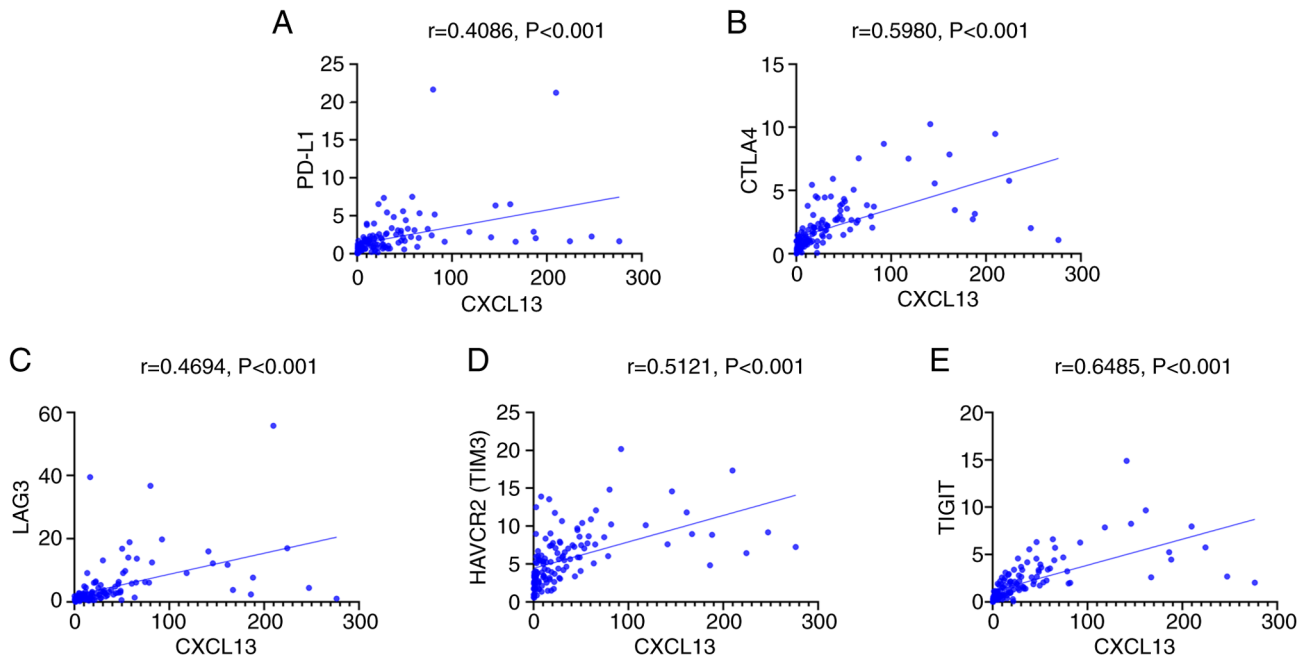 A
r=0.4086, P<0.001
25
20
15
10
5
0
PD-L1
0 100 200 300
CXCL13
B
r=0.5980, P<0.001
15
10
5
0
CTLA4
0 100 200 300
CXCL13
C
r=0.4694, P<0.001
60
40
20
0
LAG3
0 100 200 300
CXCL13
D
r=0.5121, P<0.001
25
20
15
10
5
0
HAVCR2 (TIM3)
0 100 200 300
CXCL13
E
r=0.6485, P<0.001
20
15
10
5
0
TIGIT
0 100 200 300
CXCL13